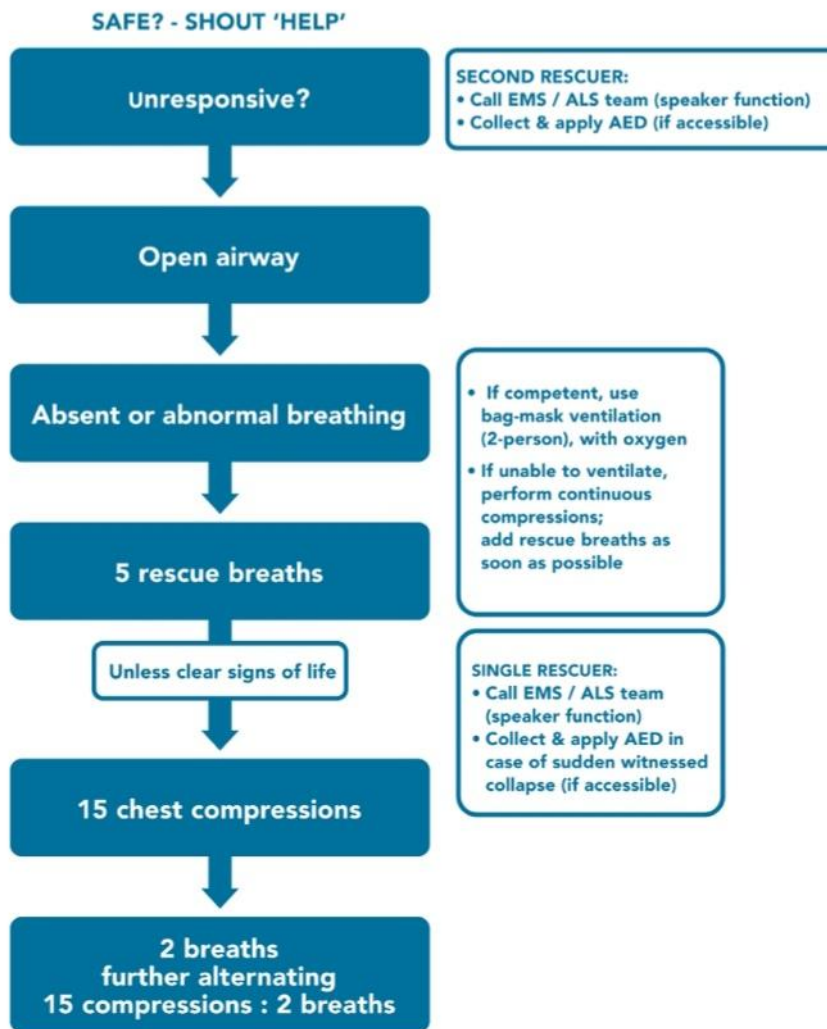 SAFE? - SHOUT 'HELP'
Unresponsive?
SECOND RESCUER:
• Call EMS / ALS team (speaker function)
• Collect & apply AED (if accessible)
Open airway
Absent or abnormal breathing
• If competent, use
bag-mask ventilation
(2-person), with oxygen
• If unable to ventilate,
perform continuous
compressions;
add rescue breaths as
soon as possible
5 rescue breaths
Unless clear signs of life
SINGLE RESCUER:
• Call EMS / ALS team
(speaker function)
• Collect & apply AED in
case of sudden witnessed
collapse (if accessible)
15 chest compressions
2 breaths
further alternating
15 compressions : 2 breaths